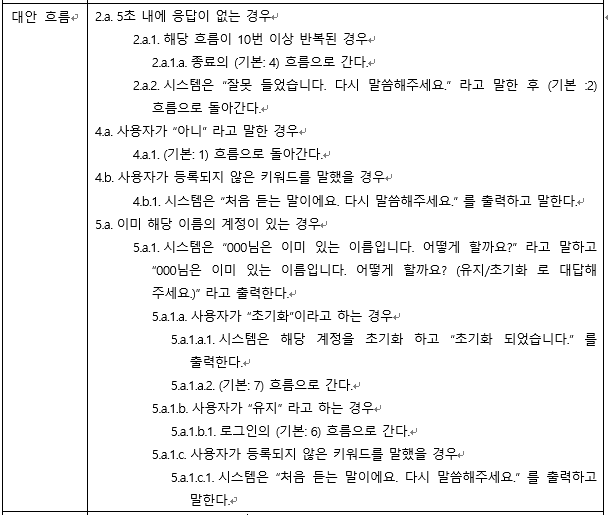 대안 흐름
2.a. 5초 내에 응답이 없는 경우
2.a.1. 해당 흐름이 10번 이상 반복된 경우
2.a.1.a. 종료의 (기본: 4) 흐름으로 간다.
2.a.2. 시스템은 “잘못 들었습니다. 다시 말씀해주세요.” 라고 말한 후 (기본 :2)
흐름으로 돌아간다.
4.a. 사용자가 “아니” 라고 말한 경우
4.a.1. (기본: 1) 흐름으로 돌아간다.
4.b. 사용자가 등록되지 않은 키워드를 말했을 경우
4.b.1. 시스템은 “처음 듣는 말이에요. 다시 말씀해주세요.” 를 출력하고 말한다.
5.a. 이미 해당 이름의 계정이 있는 경우
5.a.1. 시스템은 “000님은 이미 있는 이름입니다. 어떻게 할까요?” 라고 말하고
“000님은 이미 있는 이름입니다. 어떻게 할까요? (유지/초기화 로 대답해
주세요.)” 라고 출력한다.
5.a.1.a. 사용자가 “초기화”이라고 하는 경우
5.a.1.a.1. 시스템은 해당 계정을 초기화 하고 “초기화 되었습니다.” 를
출력한다.
5.a.1.a.2. (기본: 7) 흐름으로 간다.
5.a.1.b. 사용자가 “유지” 라고 하는 경우
5.a.1.b.1. 로그인의 (기본: 6) 흐름으로 간다.
5.a.1.c. 사용자가 등록되지 않은 키워드를 말했을 경우
5.a.1.c.1. 시스템은 “처음 듣는 말이에요. 다시 말씀해주세요.” 를 출력하고
말한다.